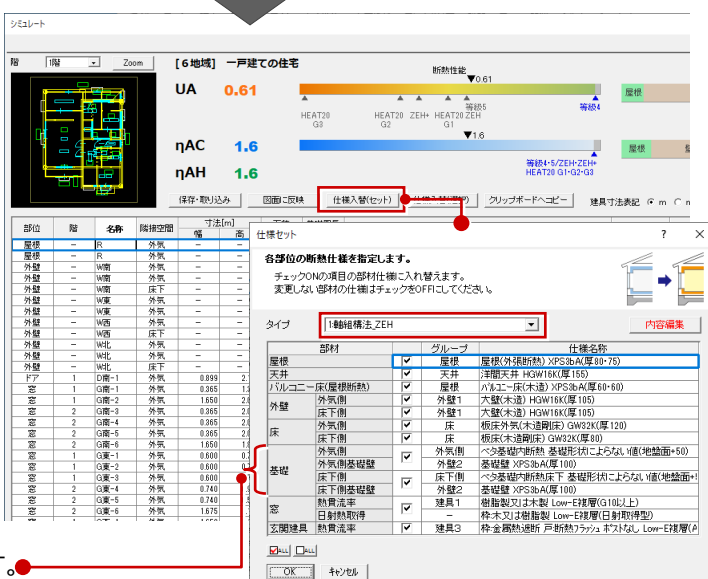 シミュレート
階 1階 Zoom [6地域] 一戸建ての住宅
断熱性能
UA 0.61 ▼0.61 屋根
等級5 等級4
HEAT20 HEAT20 ZEH+ HEAT20 ZEH
G3 G2 G1
▼1.6
ηAC 1.6 屋根
等級4・5/ZEH・ZEH+
ηAH 1.6 HEAT20 G1・G2・G3
保存・取り込み 図面に反映 仕様入替(セット) クリップボードへコピー 建具寸法表記 m
部位 階 名称 隣接空間 寸法[m]
幅 高
屋根 - R 外気 - -
屋根 - R 外気 - -
外壁 - W南 外気 - -
外壁 - W南 床下 - -
外壁 - W東 外気 - -
外壁 - W東 外気 - -
外壁 - W西 外気 - -
外壁 - W西 床下 - -
外壁 - W北 外気 - -
外壁 - W北 外気 - -
外壁 - W北 床下 - -
ドア 1 D南-1 外気 0.899 2.
窓 1 G南-1 外気 0.365
窓 1 G南-2 外気 1.650
窓 1 G南-3 外気 0.365
窓 1 G南-4 外気 0.365
窓 1 G南-5 外気 0.365
窓 2 G南-6 外気 1.650
窓 1 G東-1 外気 0.600
窓 1 G東-2 外気 0.600
窓 1 G東-3 外気 0.600
窓 2 G東-4 外気 0.740
窓 2 G東-5 外気 0.740
窓 2 G東-6 外気 1.675
仕様セット ? ×
各部位の断熱仕様を指定します。
チェックONの項目の部材仕様に入れ替えます。
変更しない部材の仕様はチェックをOFFにしてください。
タイプ 1:軸組構法_ZEH 内容編集
部材 グループ 仕様名称
屋根 屋根 屋根(外張断熱) XPS3bA(厚80・75)
天井 天井 洋間天井 HGW16K(厚155)
バルコニー床(屋根断熱) 屋根 バルコニー床(木造) XPS3bA(厚60・60)
外壁 外気側 外壁1 大壁(木造) HGW16K(厚105)
床下側 外壁1 大壁(木造) HGW16K(厚105)
床 外気側 床 板床外気(木造剛床) GW32K(厚120)
床下側 床 板床(木造剛床) GW32K(厚80)
基礎 外気側 外気側 ベタ基礎内断熱 基礎形状によらない値(地盤面+50)
外気側基礎壁 外壁2 基礎壁 XPS3bA(厚100)
床下側 床下側 ベタ基礎内断熱床下 基礎形状によらない値(地盤面+
床下側基礎壁 外壁2 基礎壁 XPS3bA(厚100)
窓 熱貫流率 建具1 樹脂製又は木製 Low-E複層(G10以上)
日射熱取得 - 枠:木又は樹脂製 Low-E複層(日射取得型)
玄関建具 熱貫流率 建具3 枠:金属熱遮断 戸:断熱フラッシュ ポストなし Low-E複層(A
ALL ALL
OK キャンセル
す。